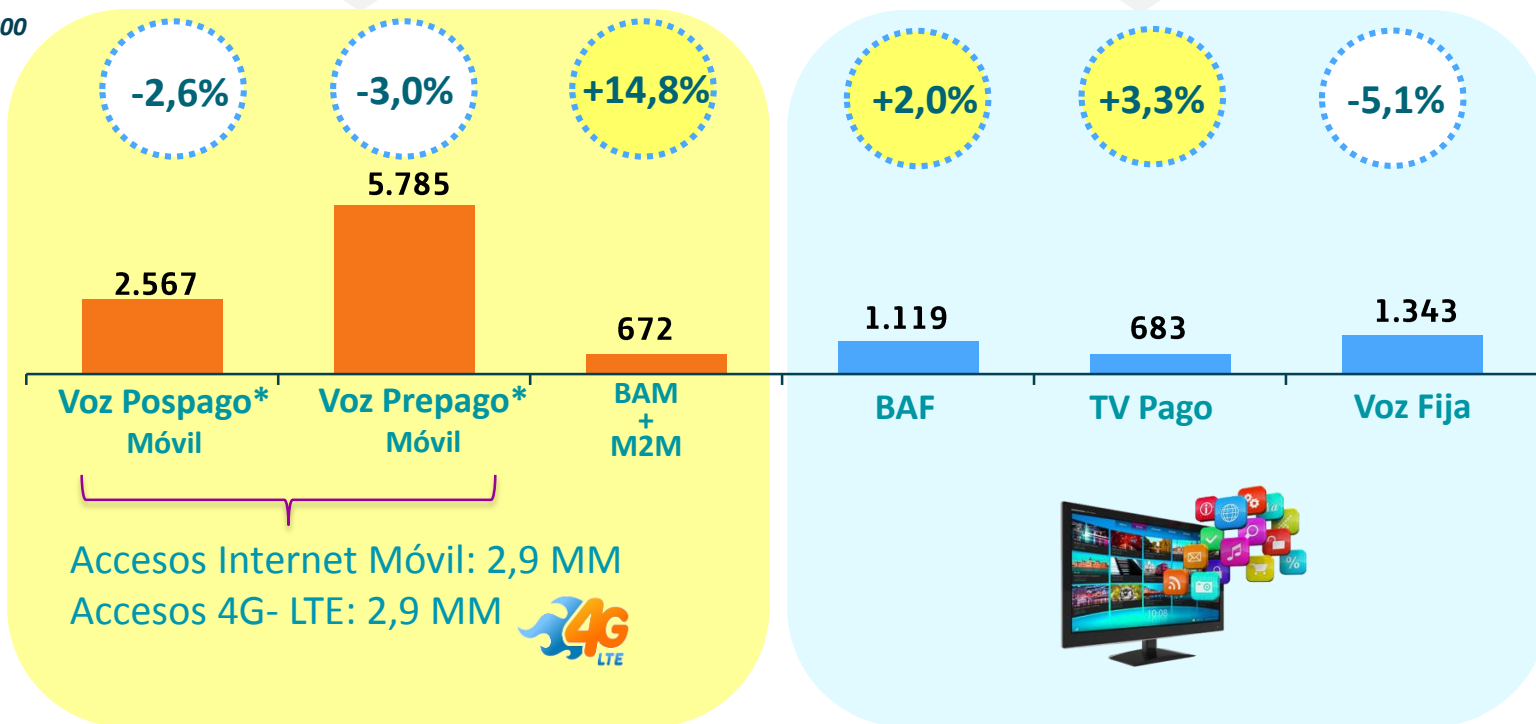 00
-2,6%
-3,0%
+14,8%
+2,0%
+3,3%
-5,1%
2.567
5.785
672
1.119
683
1.343
Voz Pospago*
Móvil
Voz Prepago*
Móvil
BAM
+
M2M
BAF
TV Pago
Voz Fija
Accesos Internet Móvil: 2,9 MM
Accesos 4G- LTE: 2,9 MM
4G
LTE